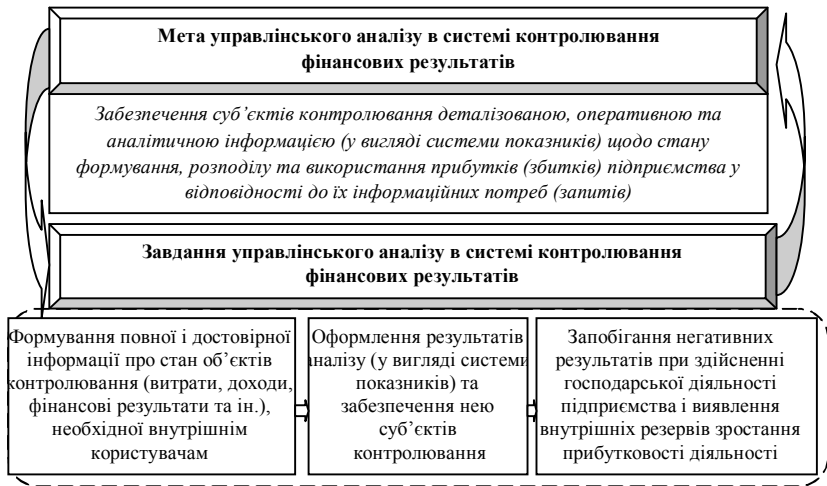 Мета управлінського аналізу в системі контролювання
фінансових результатів
Забезпечення суб’єктів контролювання деталізованою, оперативною та
аналітичною інформацією (у вигляді системи показників) щодо стану
формування, розподілу та використання прибутків (збитків) підприємства у
відповідності до їх інформаційних потреб (запитів)
Завдання управлінського аналізу в системі контролювання
фінансових результатів
Формування повної і достовірної
інформації про стан об’єктів
контролювання (витрати, доходи,
фінансові результати та ін.),
необхідної внутрішнім
користувачам
Оформлення результатів
аналізу (у вигляді системи
показників) та
забезпечення нею
суб’єктів
контролювання
Запобігання негативних
результатів при здійсненні
господарської діяльності
підприємства і виявлення
внутрішніх резервів зростання
прибутковості діяльності